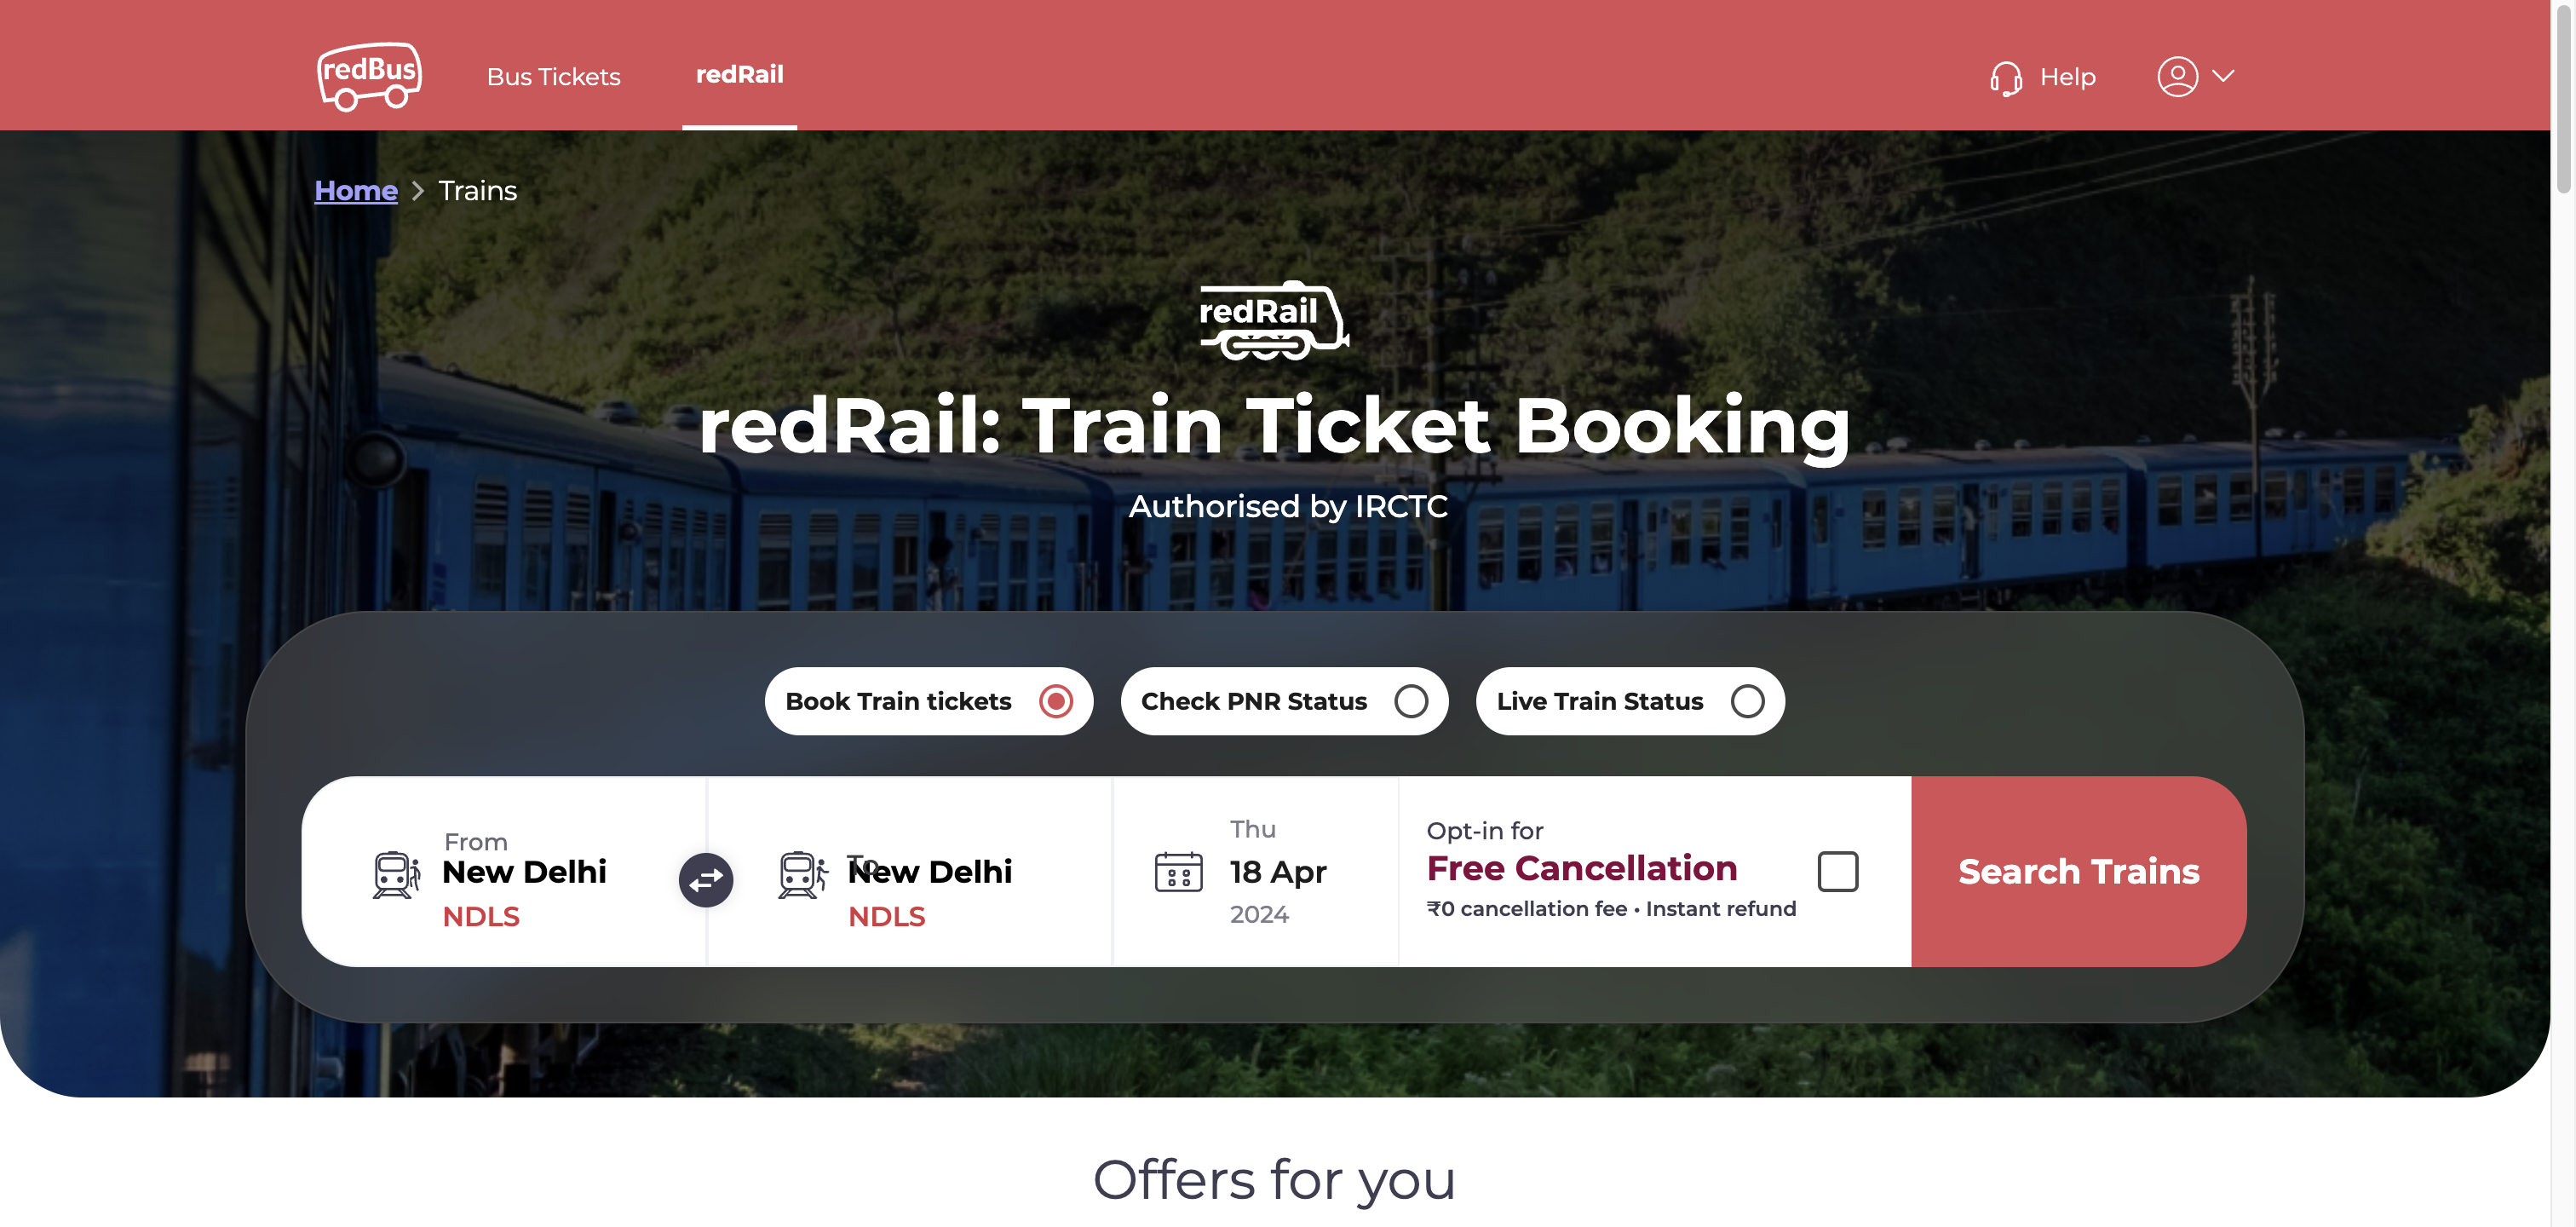 redBus
Bus Tickets
redRail
Help
Home
Trains
redRail
redRail: Train Ticket Booking
Authorised by IRCTC
Book Train tickets
Check PNR Status
Live Train Status
From
New Delhi
NDLS
To
New Delhi
NDLS
Thu
18 Apr
2024
Opt-in for
Free Cancellation
₹0 cancellation fee • Instant refund
Search Trains
Offers for you